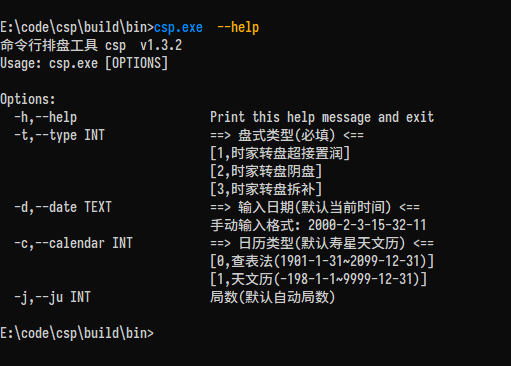 E:\code\csp\build\bin>csp.exe  --help
命令行排盘工具 csp  v1.3.2
Usage: csp.exe [OPTIONS]
Options:
-h,--help                   Print this help message and exit
-t,--type INT               ==> 盘式类型(必填) <==
[1,时家转盘超接置润]
[2,时家转盘阴盘]
[3,时家转盘拆补]
-d,--date TEXT              ==> 输入日期(默认当前时间) <==
手动输入格式: 2000-2-3-15-32-11
-c,--calendar INT           ==> 日历类型(默认寿星天文历) <==
[0,查表法(1901-1-31~2099-12-31)]
[1,天文历(-198-1-1~9999-12-31)]
-j,--ju INT                 局数(默认自动局数)
E:\code\csp\build\bin>